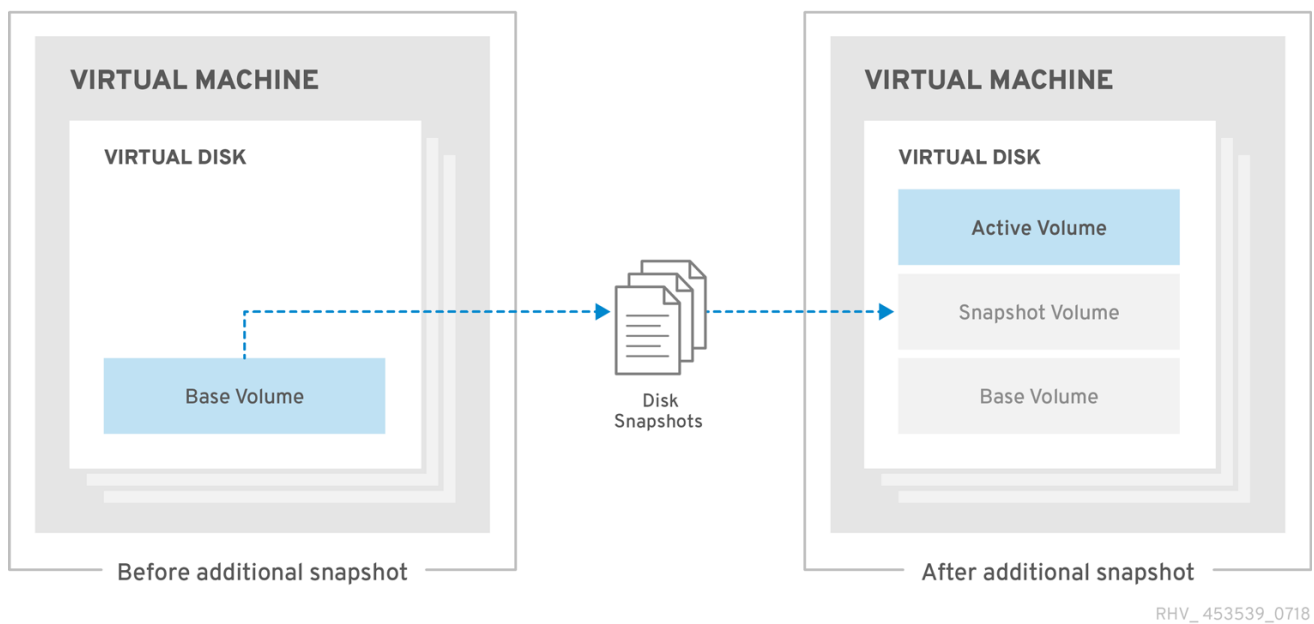 VIRTUAL MACHINE
VIRTUAL DISK
Base Volume
Before additional snapshot
Disk
Snapshots
VIRTUAL MACHINE
VIRTUAL DISK
Active Volume
Snapshot Volume
Base Volume
After additional snapshot
RHV_ 453539_0718